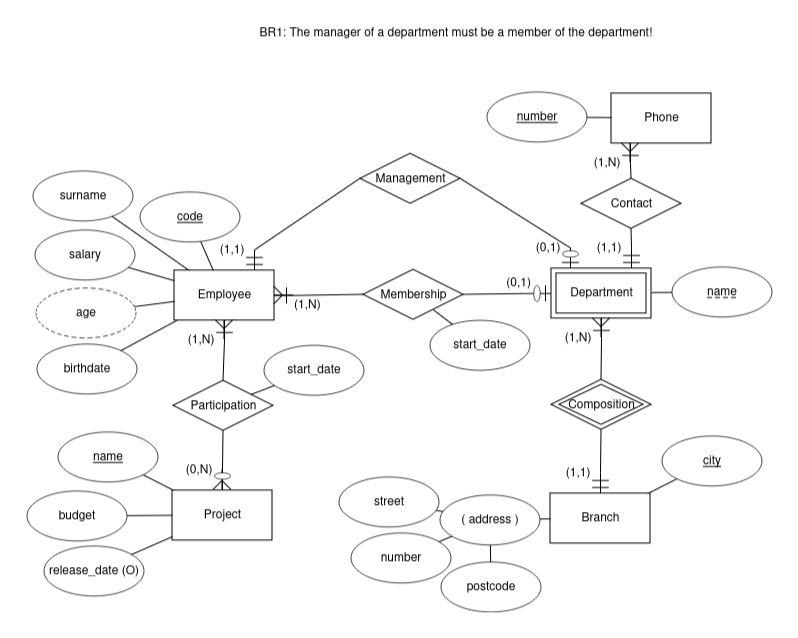 BR1: The manager of a department must be a member of the department!
number
Phone
(1,N)
Management
surname
code
Contact
salary
(1,1)
(0,1)
(1,1)
Employee
Membership
(0,1)
Department
name
(1,N)
age
(1,N)
(1,N)
start_date
birthdate
start_date
Participation
Composition
name
(0,N)
(1,1)
city
budget
Project
street
( address )
Branch
number
release_date (O)
postcode